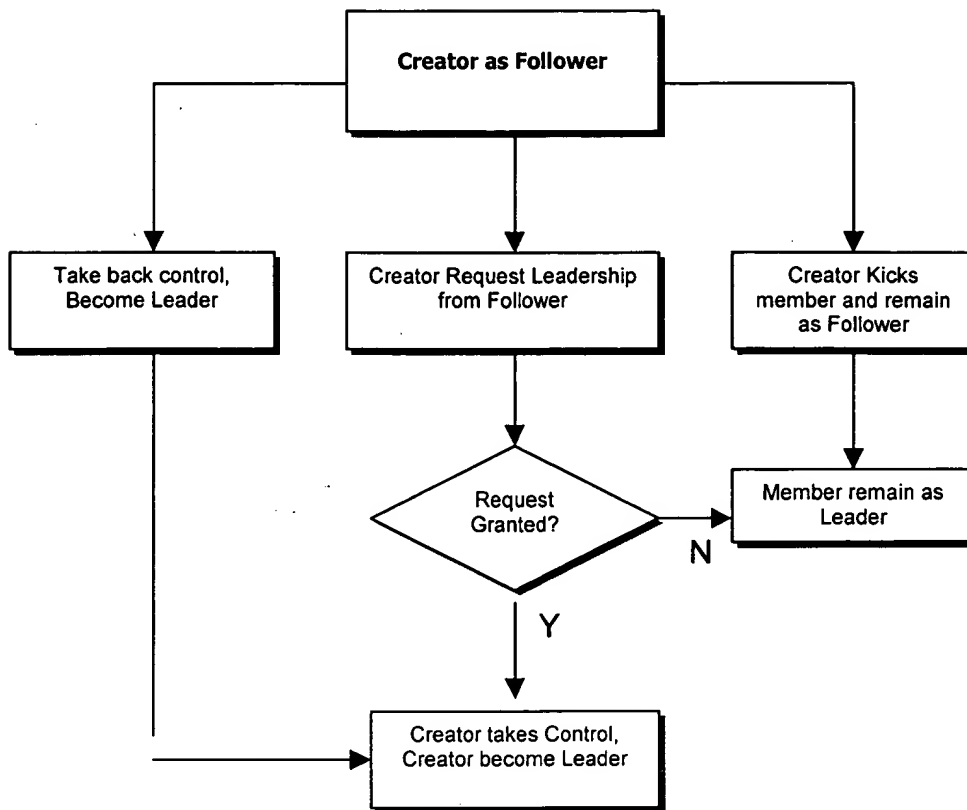 Creator as Follower
Take back control,
Become Leader
Creator Request Leadership
from Follower
Creator Kicks
member and remain
as Follower
Request
Granted?
N
Member remain as
Leader
Y
Creator takes Control,
Creator become Leader